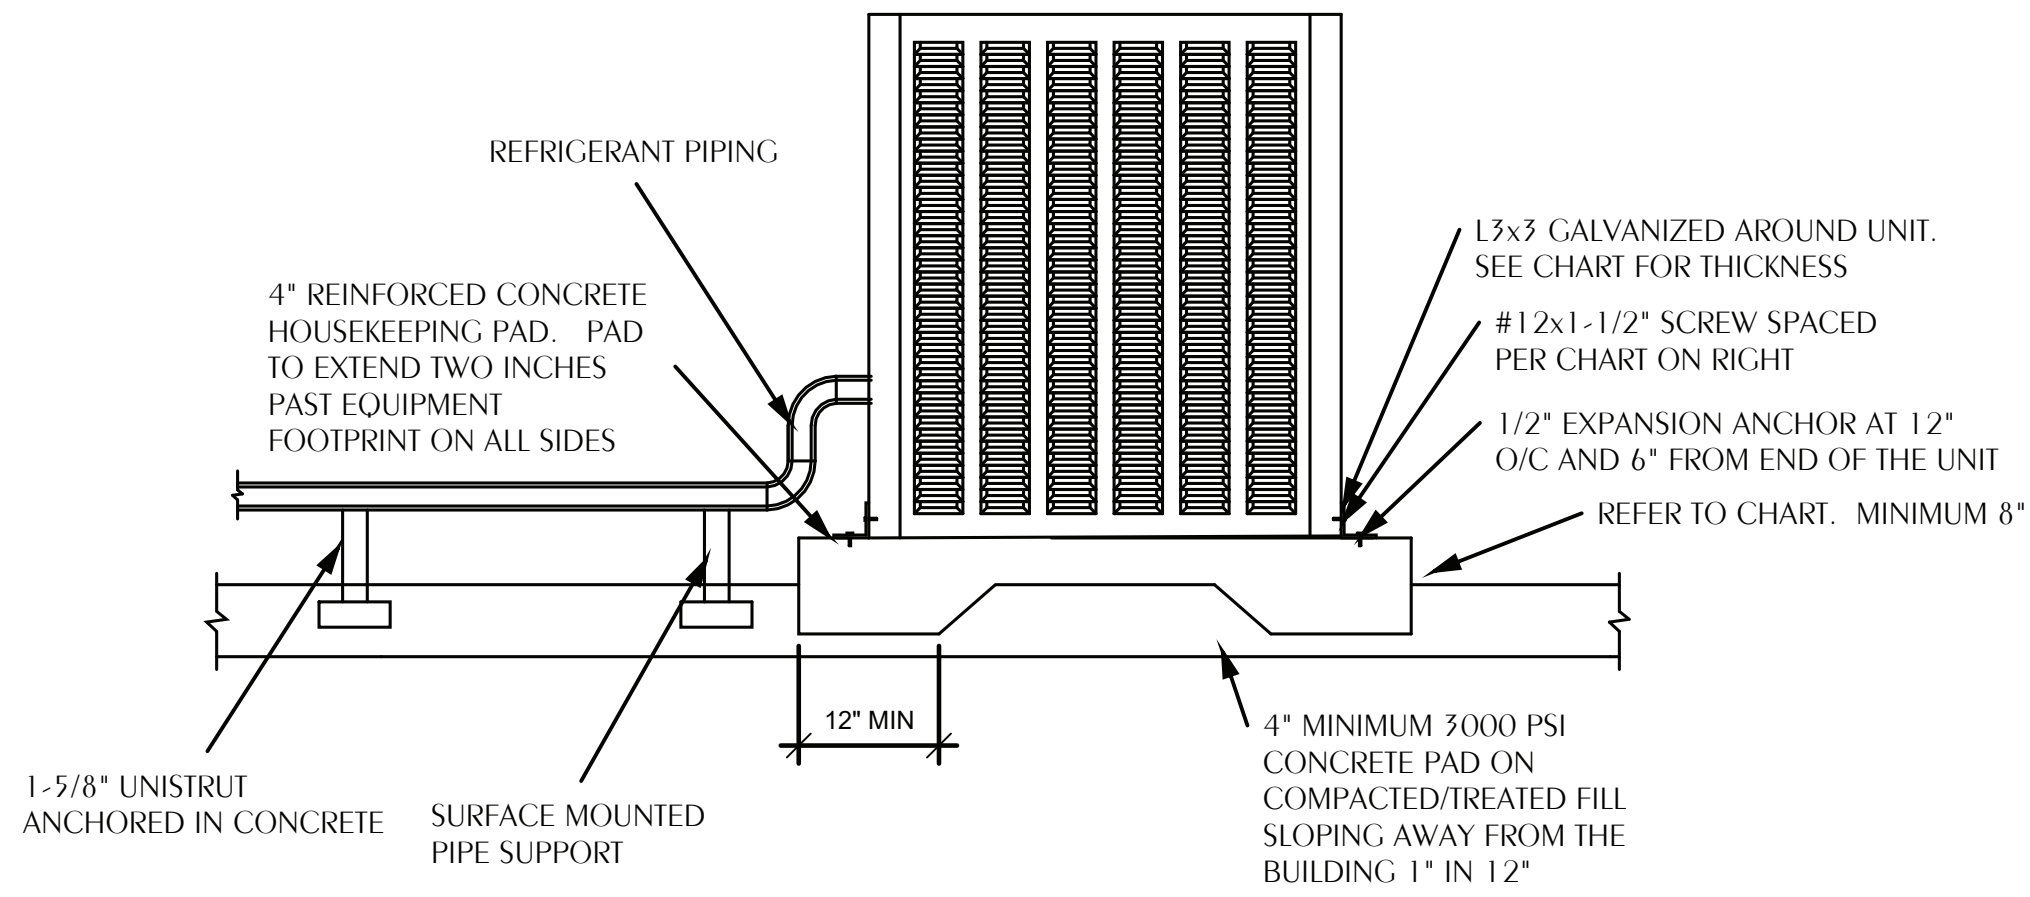 REFRIGERANT PIPING
4" REINFORCED CONCRETE
HOUSEKEEPING PAD. PAD
TO EXTEND TWO INCHES
PAST EQUIPMENT
FOOTPRINT ON ALL SIDES
L3x3 GALVANIZED AROUND UNIT.
SEE CHART FOR THICKNESS
#12x1-1/2" SCREW SPACED
PER CHART ON RIGHT
1/2" EXPANSION ANCHOR AT 12"
O/C AND 6" FROM END OF THE UNIT
REFER TO CHART. MINIMUM 8"
12" MIN
1-5/8" UNISTRUT
ANCHORED IN CONCRETE
SURFACE MOUNTED
PIPE SUPPORT
4" MINIMUM 3000 PSI
CONCRETE PAD ON
COMPACTED/TREATED FILL
SLOPING AWAY FROM THE
BUILDING 1" IN 12"